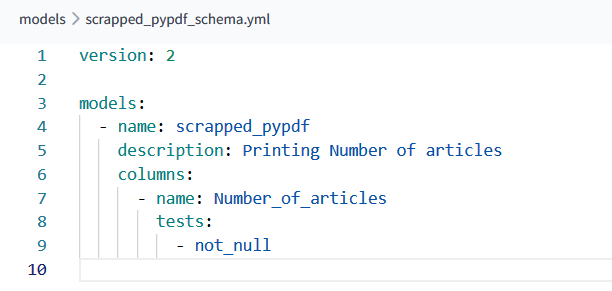 models > scrapped_pypdf_schema.yml
1 version: 2
2
3 models:
4 - name: scrapped_pypdf
5 description: Printing Number of articles
6 columns:
7 - name: Number_of_articles
8 tests:
9 - not_null
10